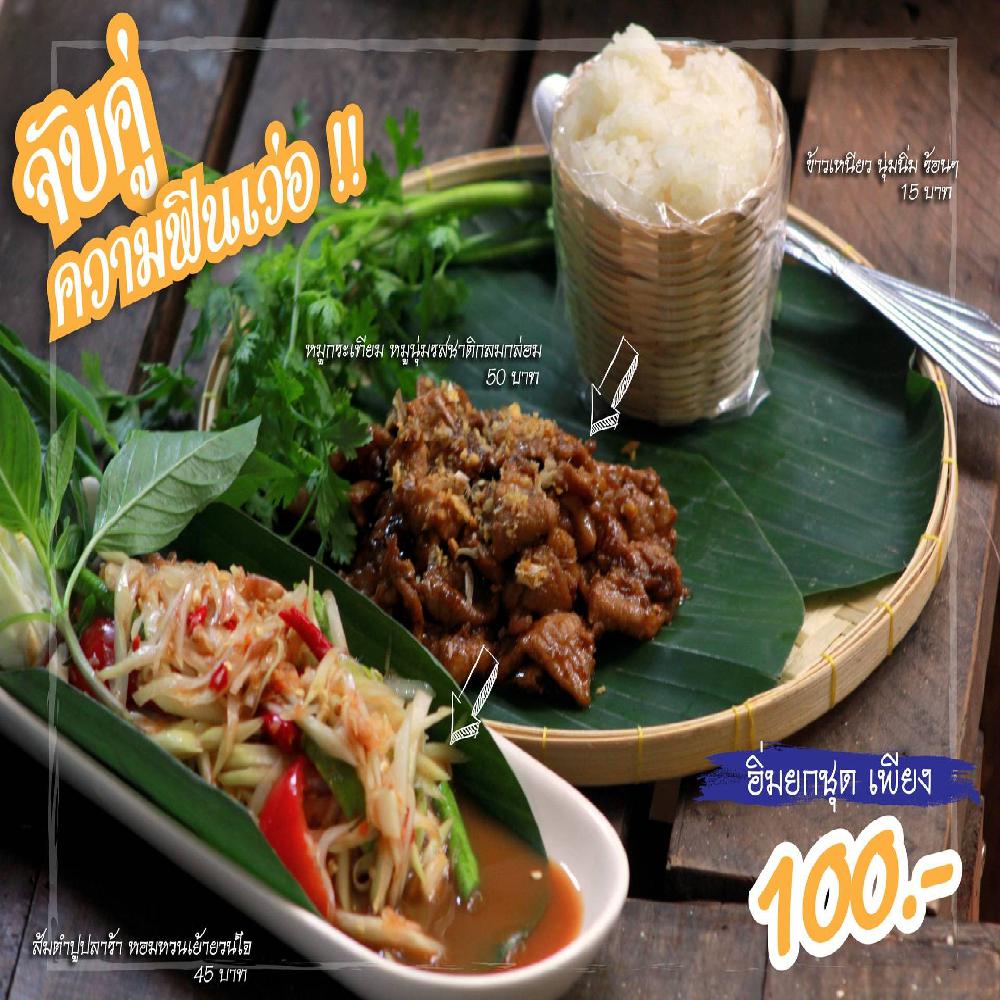 จับคู่
ความฟินเว่อ !!
ข้าวเหนียว นุ่มนิ่ม ร้อนๆ
15 บาท
หมูกระเทียม หมูนุ่มรสชาติกลมกล่อม
50 บาท
อิ่มยกชุด เพียง
100.-
ส้มตำปูปลาร้า หอมหวนเย้ายวนใจ
45 บาท